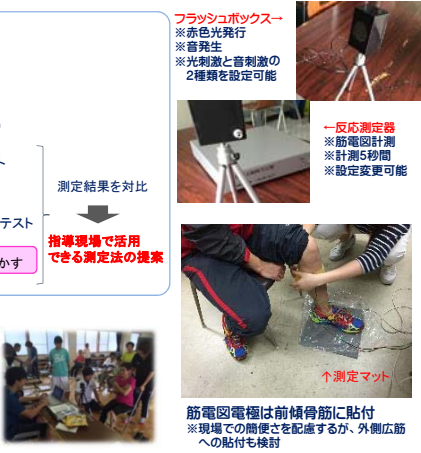 フラッシュボックス→
※赤色光発行
※音発生
※光刺激と音刺激の
2種類を設定可能
←反応測定器
※筋電図計測
※計測5秒間
※設定変更可能
ト
測定結果を対比
テスト
指導現場で活用
できる測定法の提案
かす
↑測定マット
筋電図電極は前傾骨筋に貼付
※現場での簡便さを配慮するが、外側広筋
への貼付も検討